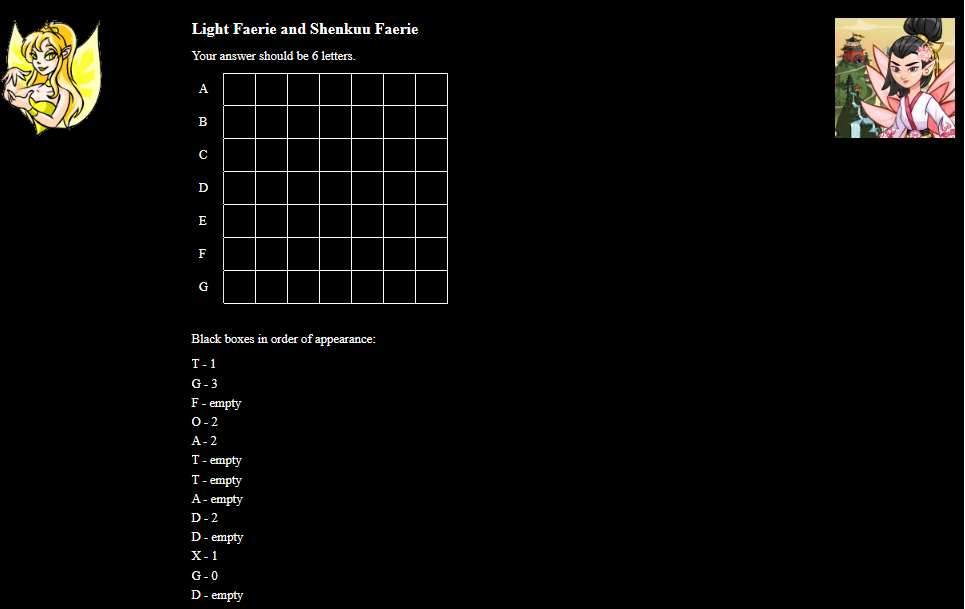 Light Faerie and Shenkuu Faerie
Your answer should be 6 letters.
A
B
C
D
E
F
G
Black boxes in order of appearance:
T - 1
G - 3
F - empty
O - 2
A - 2
T - empty
T - empty
A - empty
D - 2
D - empty
X - 1
G - 0
D - empty